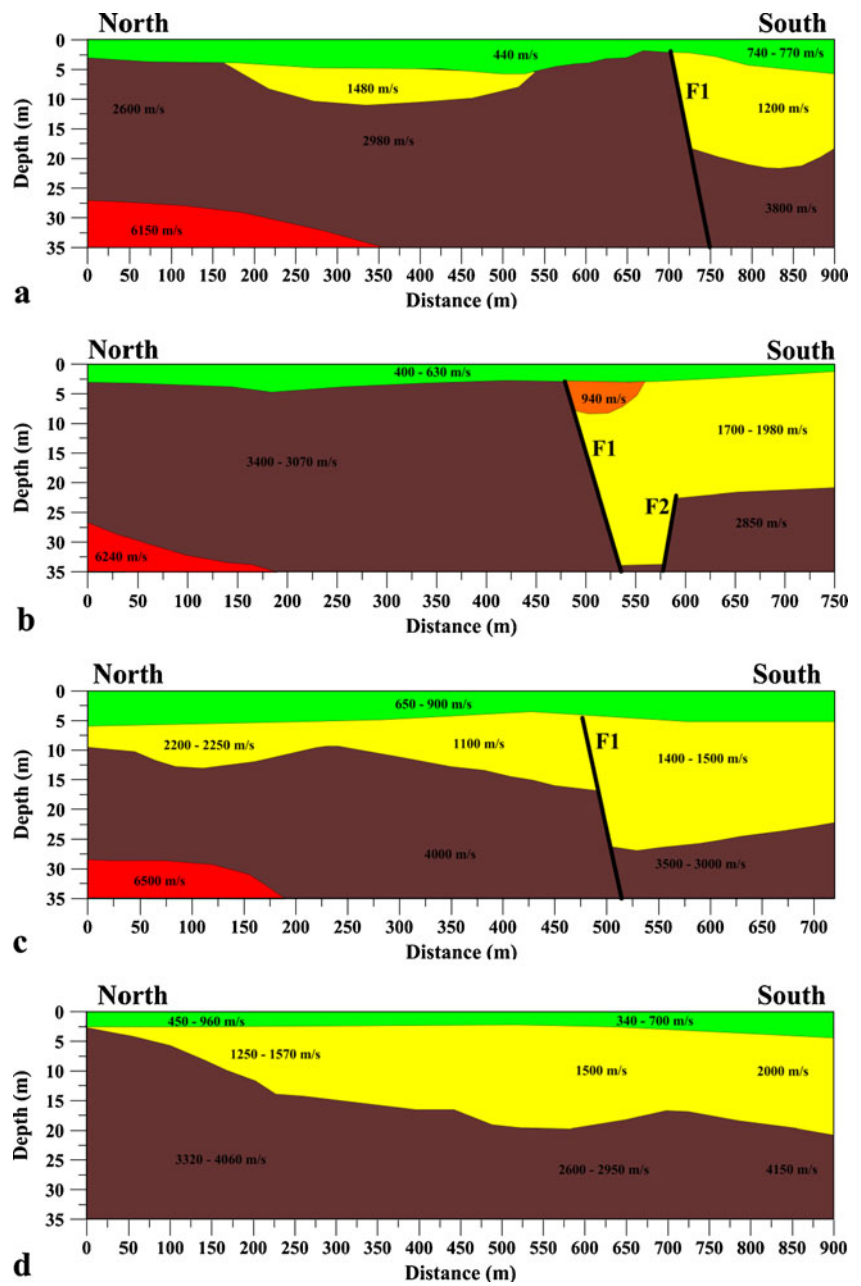 North South
0
5
10
15
20
25
30
35
Depth (m)
440 m/s
740 - 770 m/s
1480 m/s
F1
2600 m/s
1200 m/s
2980 m/s
6150 m/s
3800 m/s
0 50 100 150 200 250 300 350 400 450 500 550 600 650 700 750 800 850 900
Distance (m)
a
North South
0
5
10
15
20
25
30
35
Depth (m)
400 - 630 m/s
940 m/s
1700 - 1980 m/s
F1
3400 - 3070 m/s
F2
2850 m/s
6240 m/s
0 50 100 150 200 250 300 350 400 450 500 550 600 650 700 750
Distance (m)
b
North South
0
5
10
15
20
25
30
35
Depth (m)
650 - 900 m/s
F1
2200 - 2250 m/s
1100 m/s
1400 - 1500 m/s
4000 m/s
3500 - 3000 m/s
6500 m/s
0 50 100 150 200 250 300 350 400 450 500 550 600 650 700
Distance (m)
c
North South
0
5
10
15
20
25
30
35
Depth (m)
450 - 960 m/s
340 - 700 m/s
1250 - 1570 m/s
1500 m/s
2000 m/s
3320 - 4060 m/s
2600 - 2950 m/s
4150 m/s
0 50 100 150 200 250 300 350 400 450 500 550 600 650 700 750 800 850 900
Distance (m)
d